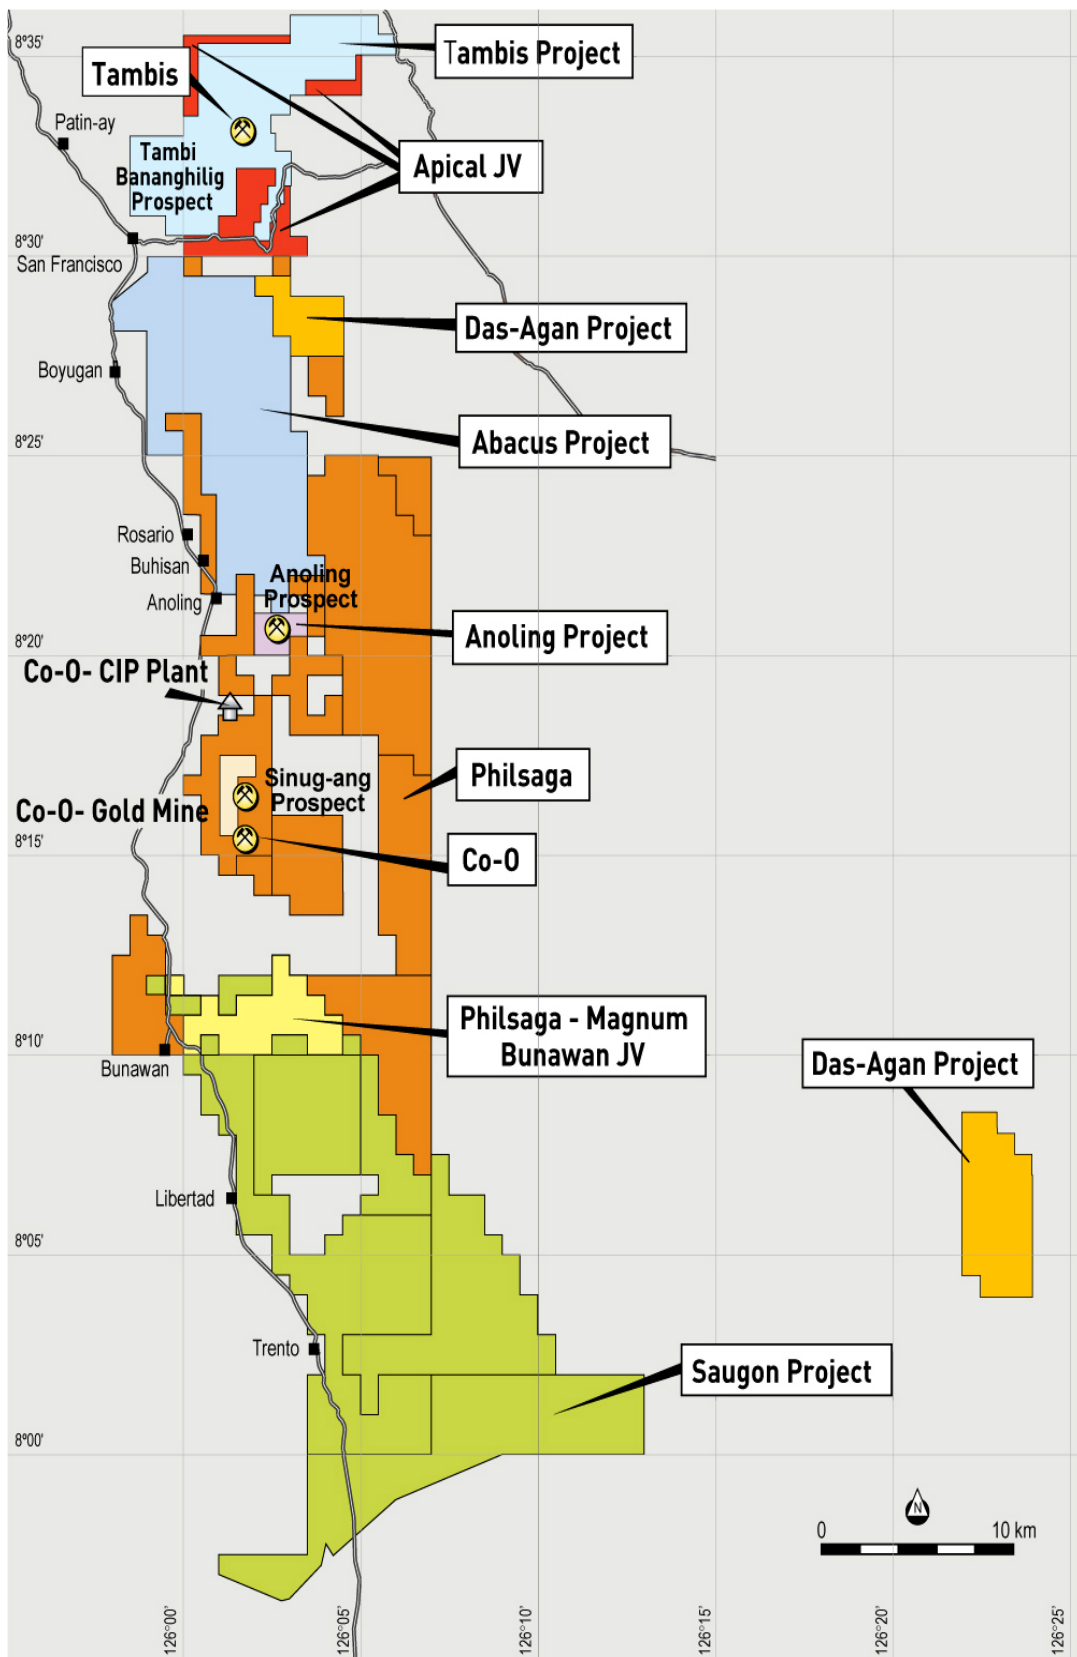 8°35'
Tambis Project
Tambis
Patin-ay
Tambi
Bananghilig
Prospect
Apical JV
8°30'
San Francisco
Das-Agan Project
Boyugan
Abacus Project
8°25'
Rosario
Buhisan
Anoling
Prospect
Anoling
Anoling Project
8°20'
Co-O- CIP Plant
Philsaga
Sinug-ang
Prospect
Co-O- Gold Mine
8°15'
Co-O
Philsaga - Magnum
Bunawan JV
8°10'
Bunawan
Das-Agan Project
Libertad
8°05'
Trento
Saugon Project
8°00'
N
0 10 km
126°00'
126°05'
126°10'
126°15'
126°20'
126°25'